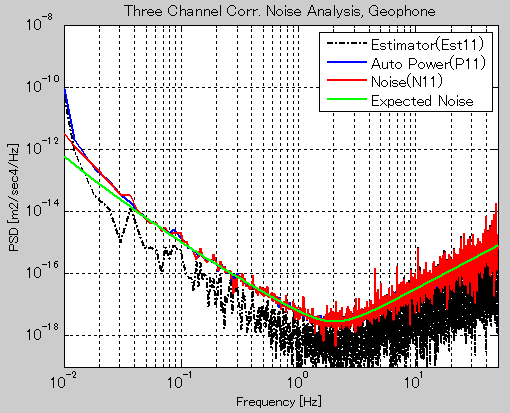 Three Channel Corr. Noise Analysis, Geophone
10^-8
10^-10
10^-12
10^-14
10^-16
10^-18
PSD [m2/sec4/Hz]
Estimator(Est11)
Auto Power(P11)
Noise(N11)
Expected Noise
10^-2
10^-1
10^0
10^1
Frequency [Hz]